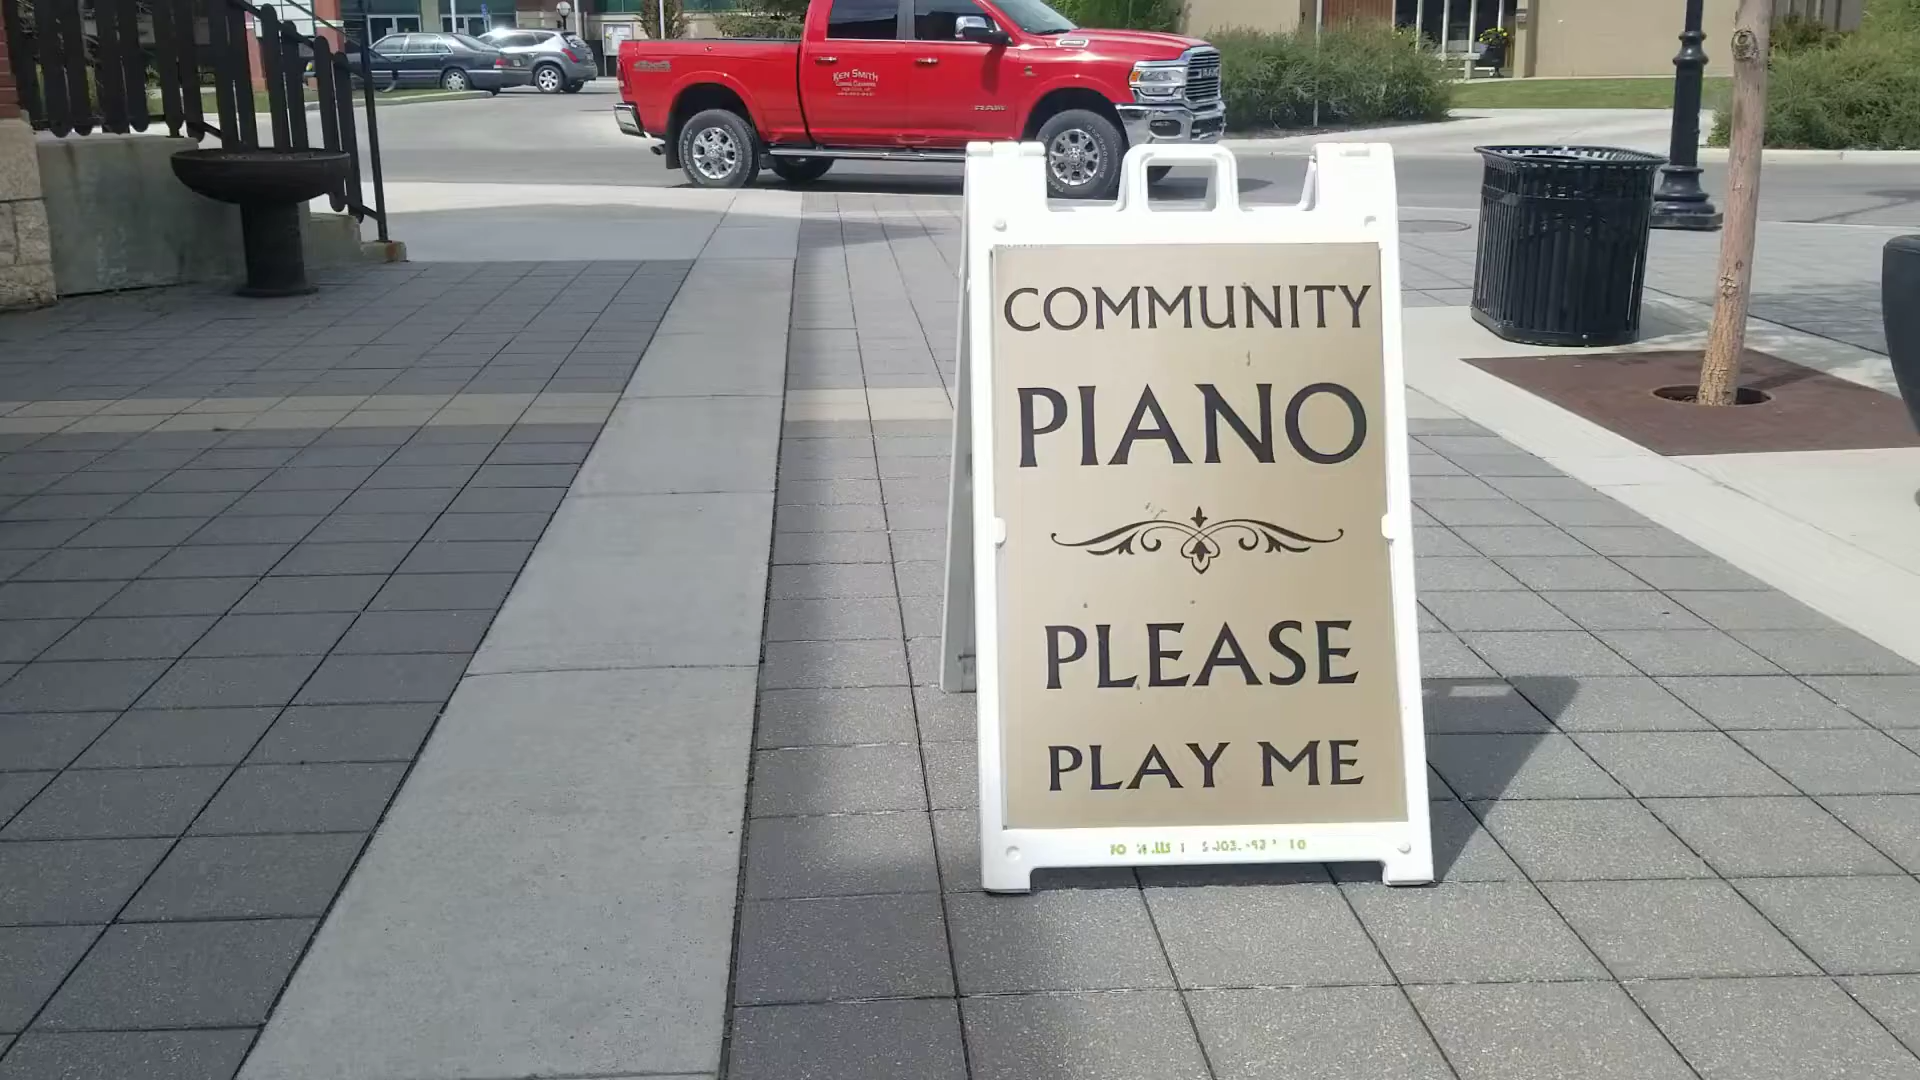 KEN SMITH
RAM
COMMUNITY
PIANO
PLEASE
PLAY ME